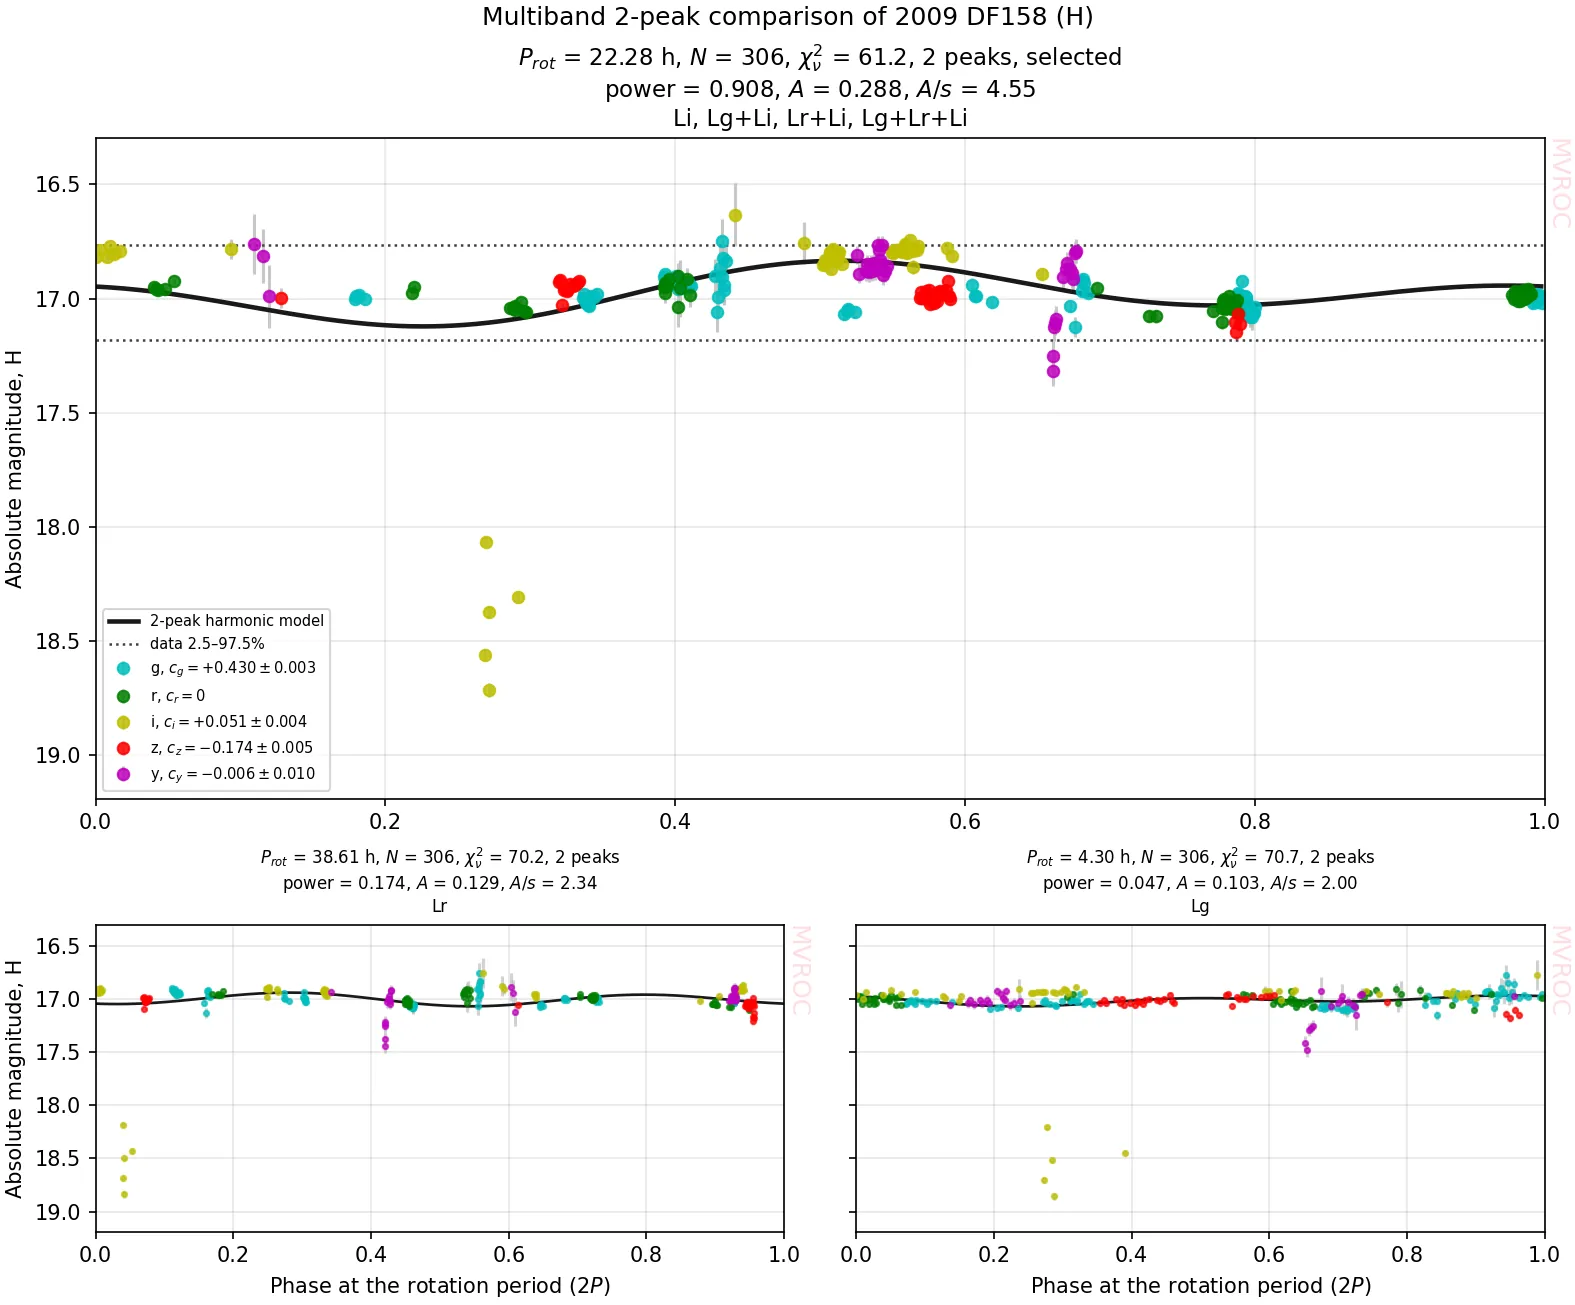 Multiband 2-peak comparison of 2009 DF158 (H)
P_rot = 22.28 h, N = 306, χ²_ν = 61.2, 2 peaks, selected
power = 0.908, A = 0.288, A/s = 4.55
Li, Lg+Li, Lr+Li, Lg+Lr+Li
MVROC
Absolute magnitude, H
16.5
17.0
17.5
18.0
18.5
19.0
2-peak harmonic model
data 2.5–97.5%
g, c_g = +0.430 ± 0.003
r, c_r = 0
i, c_i = +0.051 ± 0.004
z, c_z = −0.174 ± 0.005
y, c_y = −0.006 ± 0.010
0.0 0.2 0.4 0.6 0.8 1.0
P_rot = 38.61 h, N = 306, χ²_ν = 70.2, 2 peaks
power = 0.174, A = 0.129, A/s = 2.34
Lr
MVROC
Absolute magnitude, H
16.5
17.0
17.5
18.0
18.5
19.0
0.0 0.2 0.4 0.6 0.8 1.0
Phase at the rotation period (2P)
P_rot = 4.30 h, N = 306, χ²_ν = 70.7, 2 peaks
power = 0.047, A = 0.103, A/s = 2.00
Lg
MVROC
0.0 0.2 0.4 0.6 0.8 1.0
Phase at the rotation period (2P)